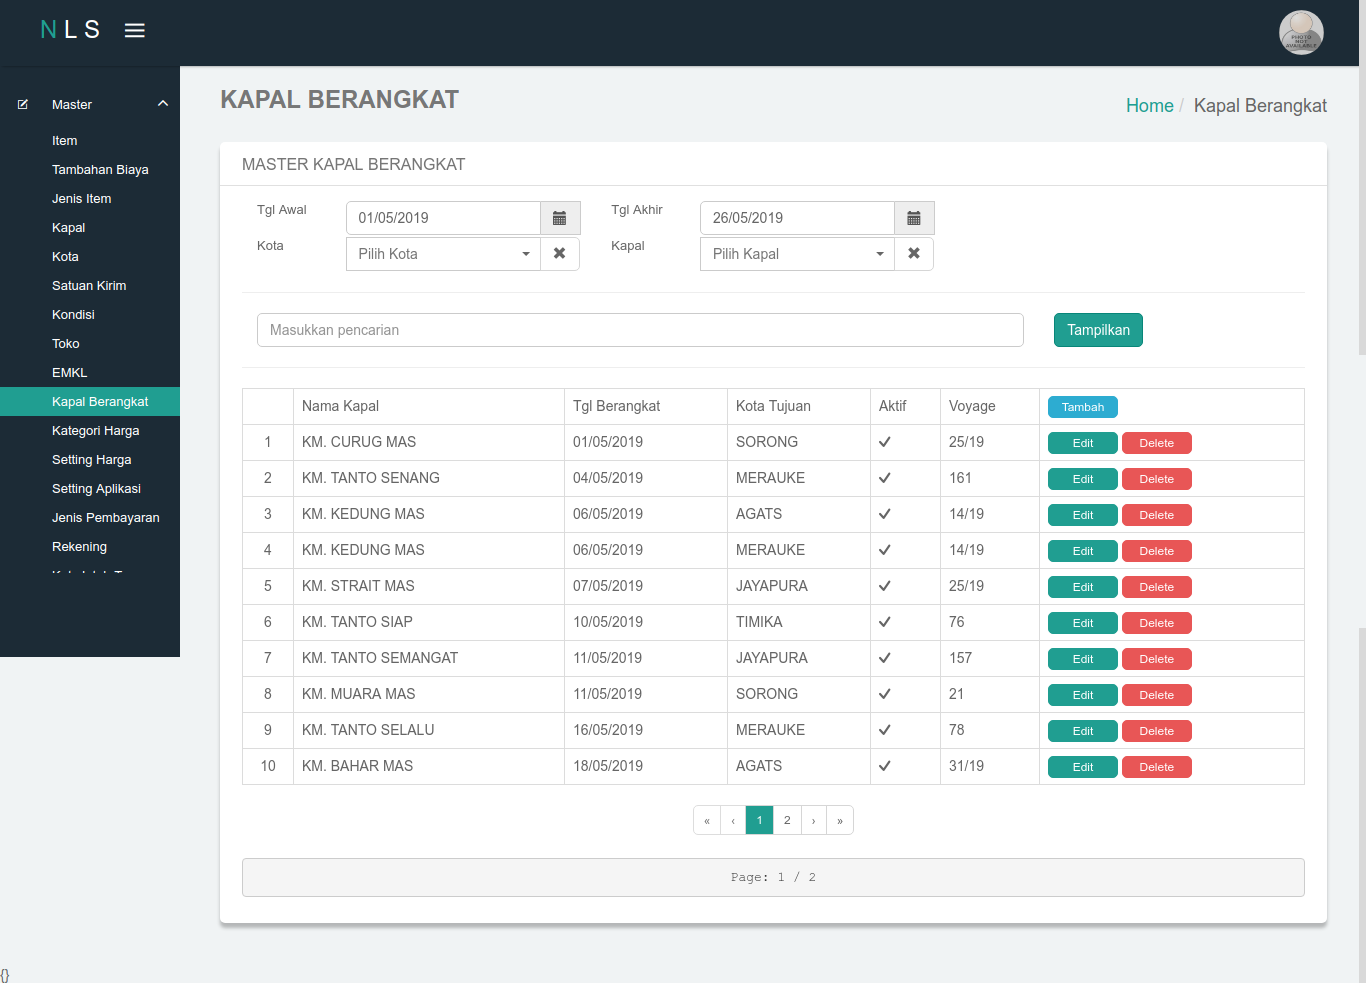 NLS
PHOTO NOT AVAILABLE
Master
Item
Tambahan Biaya
Jenis Item
Kapal
Kota
Satuan Kirim
Kondisi
Toko
EMKL
Kapal Berangkat
Kategori Harga
Setting Harga
Setting Aplikasi
Jenis Pembayaran
Rekening
KAPAL BERANGKAT
Home / Kapal Berangkat
MASTER KAPAL BERANGKAT
Tgl Awal 01/05/2019 Tgl Akhir 26/05/2019
Kota Pilih Kota Kapal Pilih Kapal
Masukkan pencarian Tampilkan
Nama Kapal Tgl Berangkat Kota Tujuan Aktif Voyage Tambah
1 KM. CURUG MAS 01/05/2019 SORONG ✓ 25/19 Edit Delete
2 KM. TANTO SENANG 04/05/2019 MERAUKE ✓ 161 Edit Delete
3 KM. KEDUNG MAS 06/05/2019 AGATS ✓ 14/19 Edit Delete
4 KM. KEDUNG MAS 06/05/2019 MERAUKE ✓ 14/19 Edit Delete
5 KM. STRAIT MAS 07/05/2019 JAYAPURA ✓ 25/19 Edit Delete
6 KM. TANTO SIAP 10/05/2019 TIMIKA ✓ 76 Edit Delete
7 KM. TANTO SEMANGAT 11/05/2019 JAYAPURA ✓ 157 Edit Delete
8 KM. MUARA MAS 11/05/2019 SORONG ✓ 21 Edit Delete
9 KM. TANTO SELALU 16/05/2019 MERAUKE ✓ 78 Edit Delete
10 KM. BAHAR MAS 18/05/2019 AGATS ✓ 31/19 Edit Delete
« ‹ 1 2 › »
Page: 1 / 2
{}